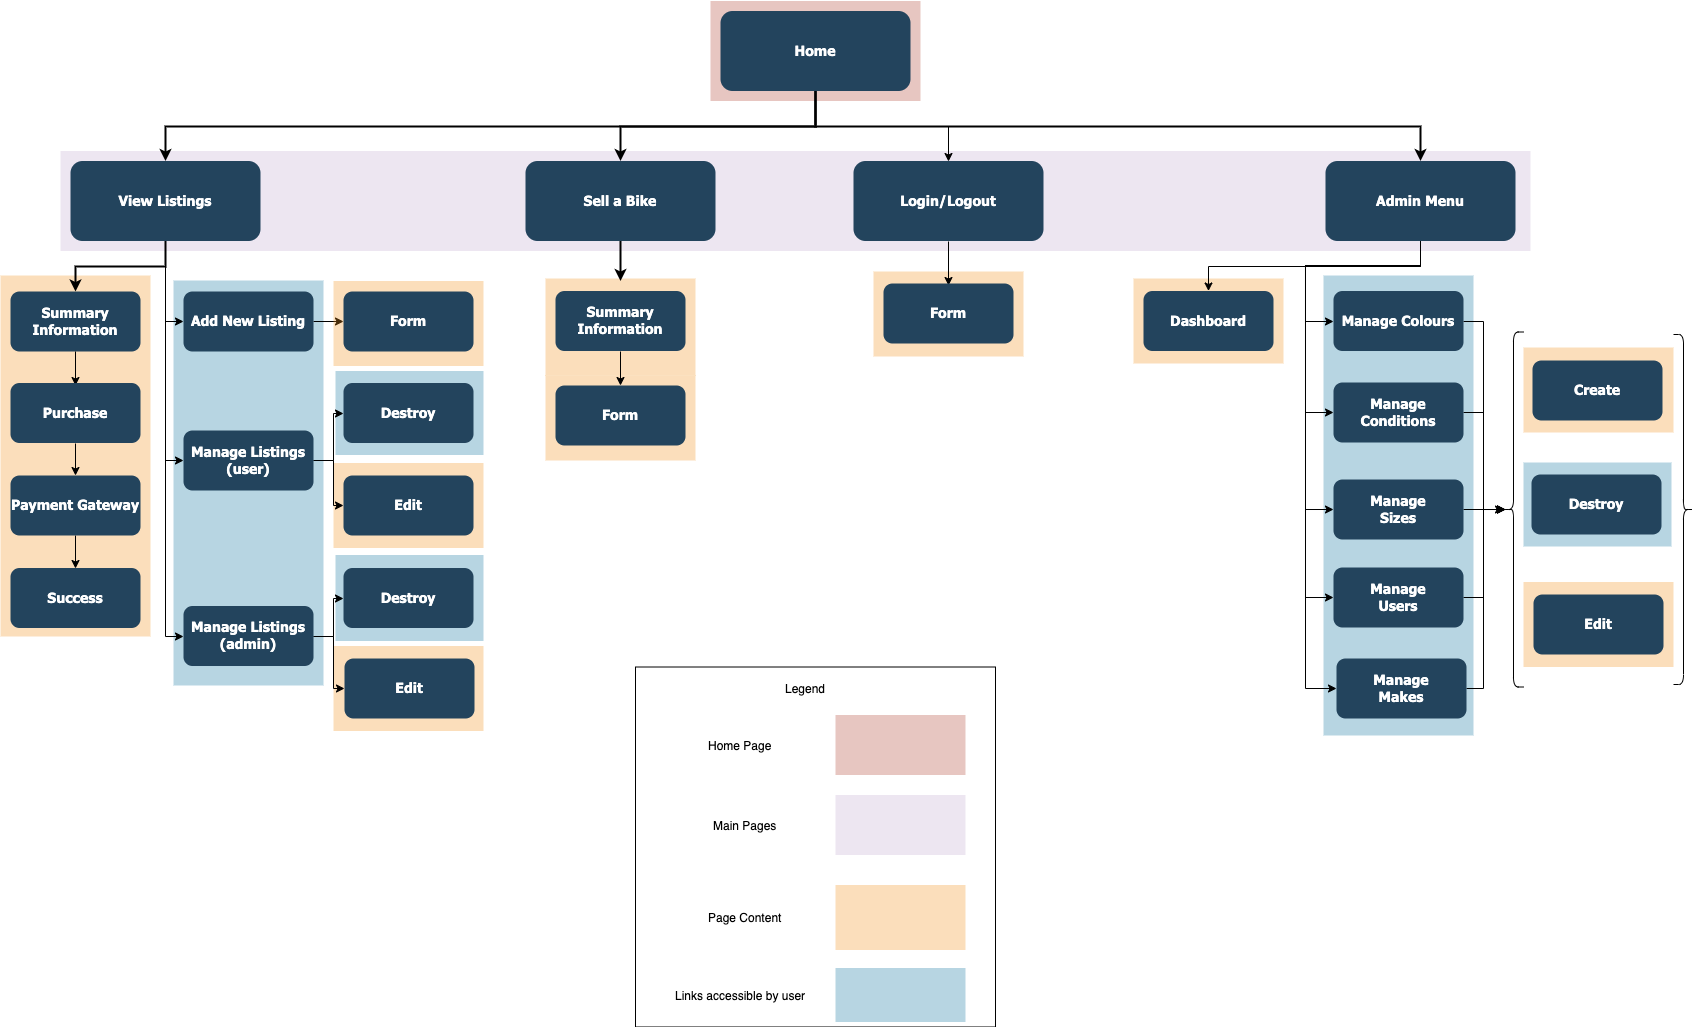 Home
View Listings
Sell a Bike
Login/Logout
Admin Menu
Summary
Information
Purchase
Payment Gateway
Success
Add New Listing
Manage Listings
(user)
Manage Listings
(admin)
Form
Destroy
Edit
Destroy
Edit
Summary
Information
Form
Form
Dashboard
Manage Colours
Manage
Conditions
Manage
Sizes
Manage
Users
Manage
Makes
Create
Destroy
Edit
Legend
Home Page
Main Pages
Page Content
Links accessible by user